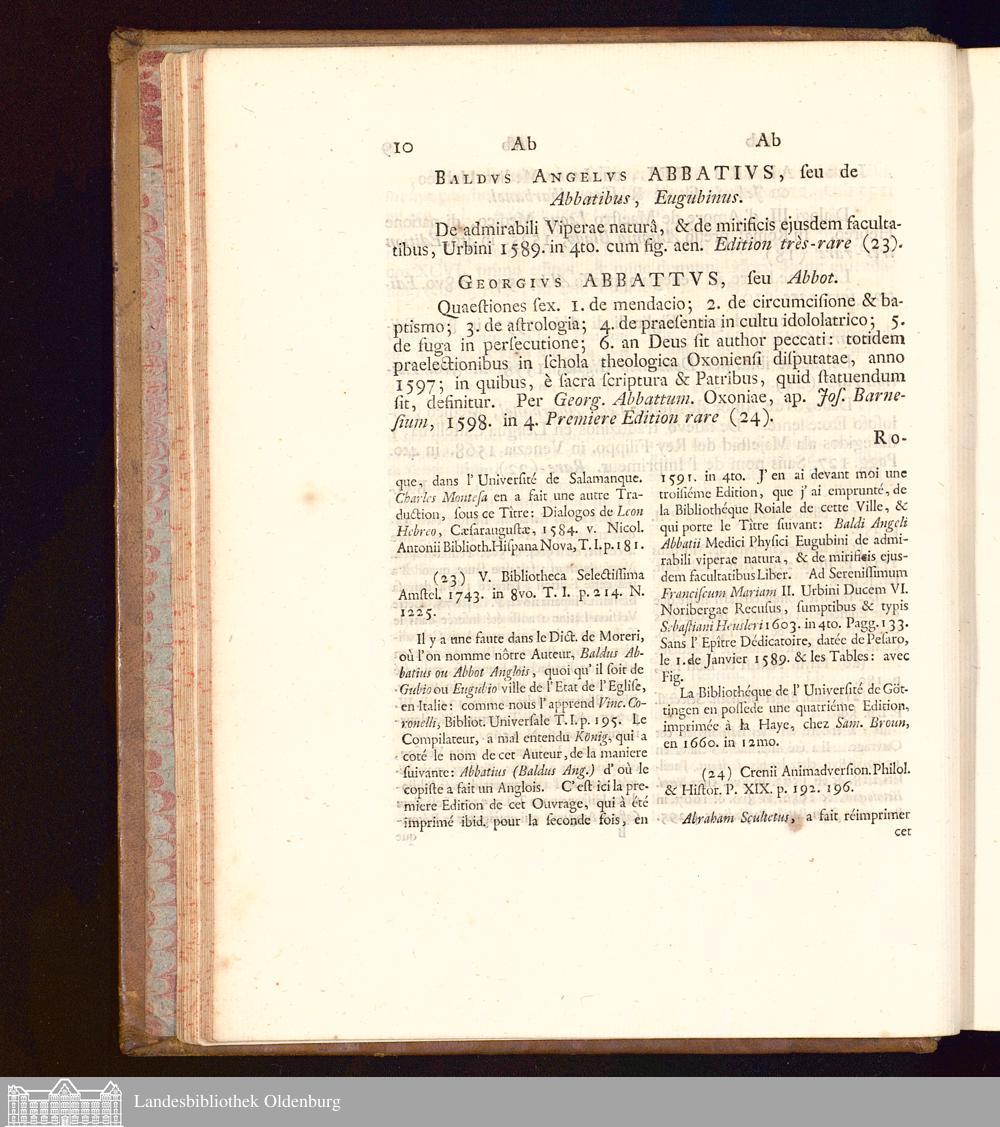 10 Ab Ab
BALDVS ANGELVS ABBATIVS, ſeu de
Abbatibus, Eugubinus.
De admirabili Viperae naturâ, & de mirificis ejusdem faculta-
tibus, Urbini 1589. in 4to. cum fig. aen. Edition très-rare (23).
GEORGIVS ABBATTVS, ſeu Abbot.
Quaeſtiones ſex. 1. de mendacio; 2. de circumciſione & ba-
ptismo; 3. de aſtrologia; 4. de praeſentia in cultu idololatrico; 5.
de fuga in perſecutione; 6. an Deus ſit author peccati: totidem
praelectionibus in ſchola theologica Oxonienſi diſputatae, anno
1597; in quibus, è ſacra ſcriptura & Patribus, quid ſtatuendum
ſit, definitur. Per Georg. Abbattum. Oxoniae, ap. Joſ. Barne-
ſium, 1598. in 4. Premiere Edition rare (24).
Ro-
que, dans l' Univerſité de Salamanque.
Charles Monteſa en a fait une autre Tra-
duction, ſous ce Tître: Dialogos de Leon
Hebreo, Cæſarauguſtæ, 1584. v. Nicol.
Antonii Biblioth. Hiſpana Nova, T. I. p. 181.
(23) V. Bibliotheca Selectiſſima
Amſtel. 1743. in 8vo. T. I. p. 214. N.
1225.
Il y a une faute dans le Dict. de Moreri,
où l'on nomme nôtre Auteur, Baldus Ab-
batius ou Abbot Anglois, quoi qu' il ſoit de
Gubio ou Eugubio ville de l' Etat de l' Egliſe,
en Italie: comme nous l' apprend Vinc. Co-
ronelli, Bibliot. Univerſale T. I. p. 195. Le
Compilateur, a mal entendu König, qui a
coté le nom de cet Auteur, de la maniere
ſuivante: Abbatius (Baldus Ang.) d' où le
copiſte a fait un Anglois. C'eſt ici la pre-
miere Edition de cet Ouvrage, qui à été
imprimé ibid. pour la ſeconde fois, en
1591. in 4to. J' en ai devant moi une
troiſiéme Edition, que j' ai emprunté, de
la Bibliothéque Roiale de cette Ville, &
qui porte le Tître ſuivant: Baldi Angeli
Abbatii Medici Phyſici Eugubini de admi-
rabili viperae natura, & de mirificis ejus-
dem facultatibus Liber. Ad Sereniſſimum
Franciſcum Mariam II. Urbini Ducem VI.
Noribergae Recuſus, ſumptibus & typis
Sebaſtiani Heusleri 1603. in 4to. Pagg. 133.
Sans l' Epître Dédicatoire, datée de Peſaro,
le 1. de Janvier 1589. & les Tables: avec
Fig.
La Bibliothéque de l' Univerſité de Göt-
tingen en poſſede une quatriéme Edition,
imprimée à la Haye, chez Sam. Broun,
en 1660. in 12mo.
(24) Crenii Animadverſion. Philol.
& Hiſtor. P. XIX. p. 192. 196.
Abraham Scultetus, a fait réimprimer
cet
Landesbibliothek Oldenburg